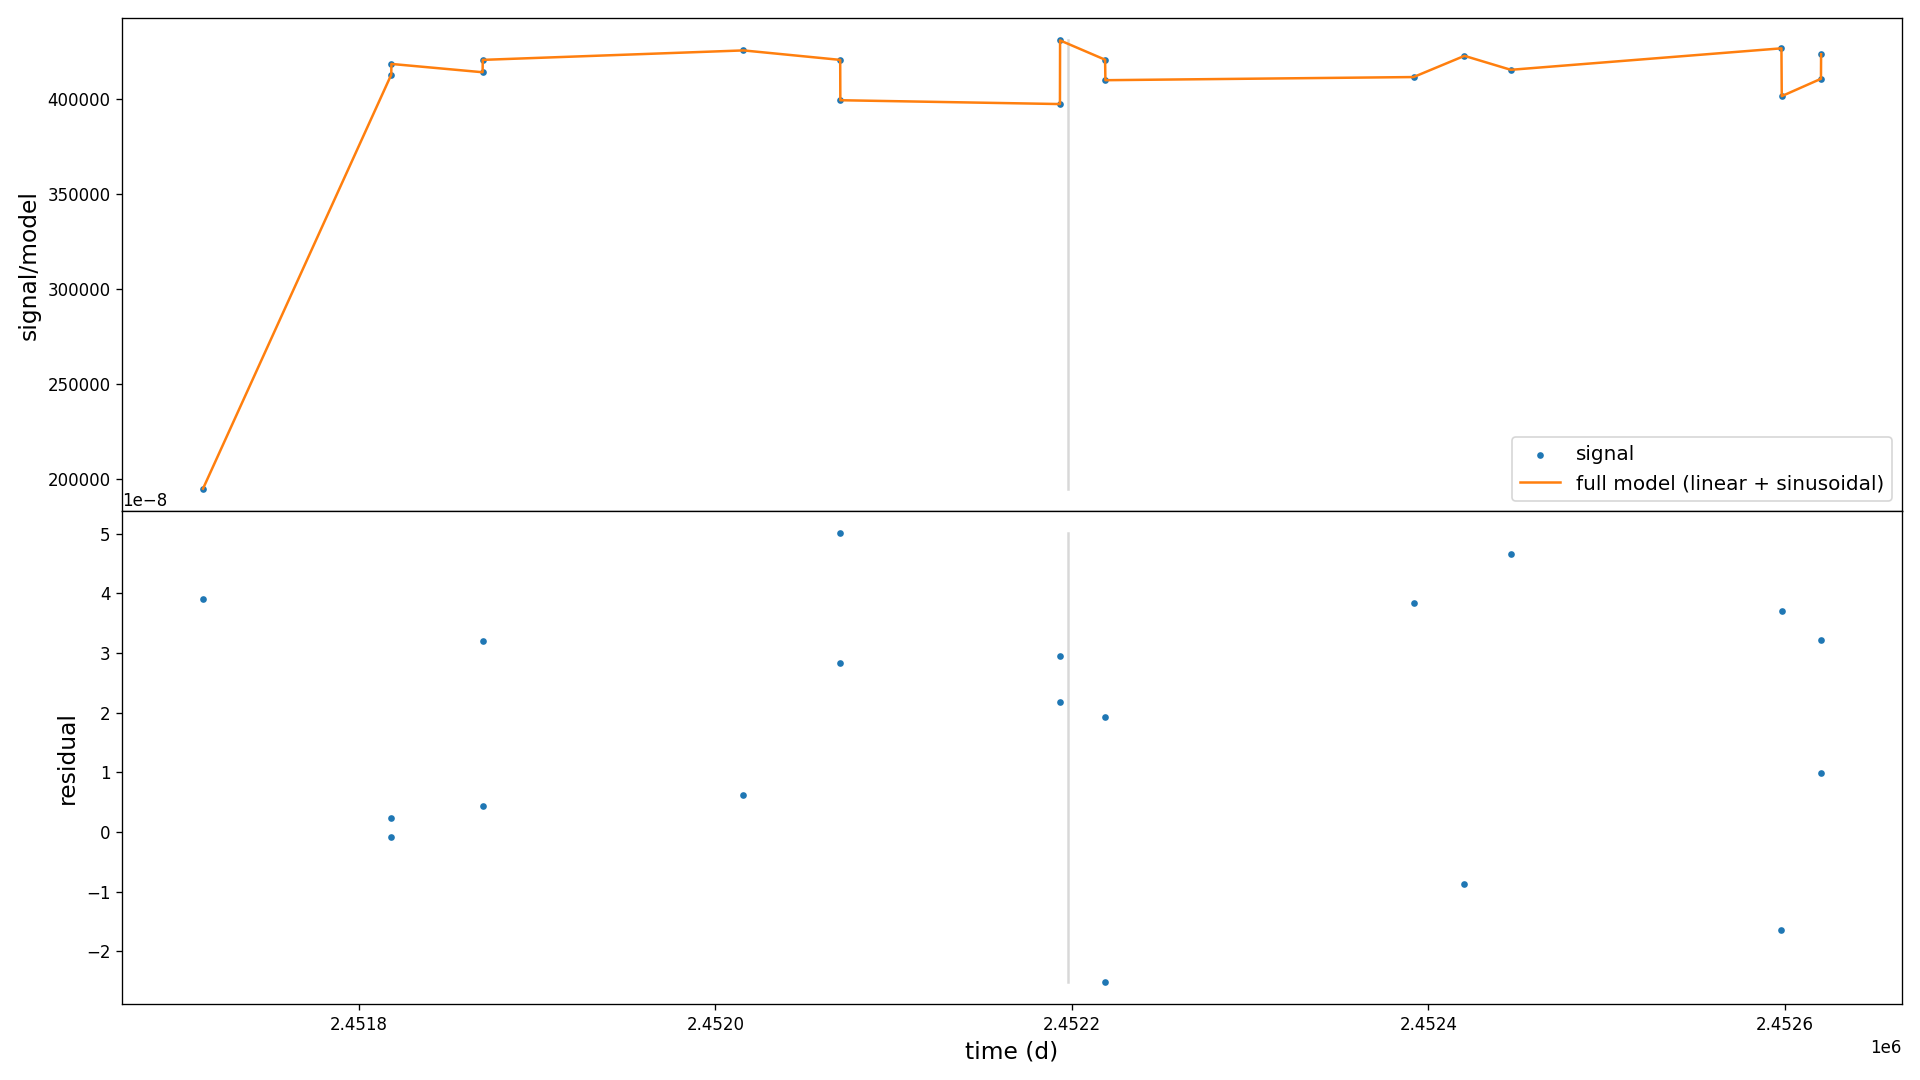 400000
350000
300000
250000
200000
signal/model
signal
full model (linear + sinusoidal)
1e−8
5
4
3
2
1
0
−1
−2
residual
2.4518
2.4520
2.4522
2.4524
2.4526
time (d)
1e6